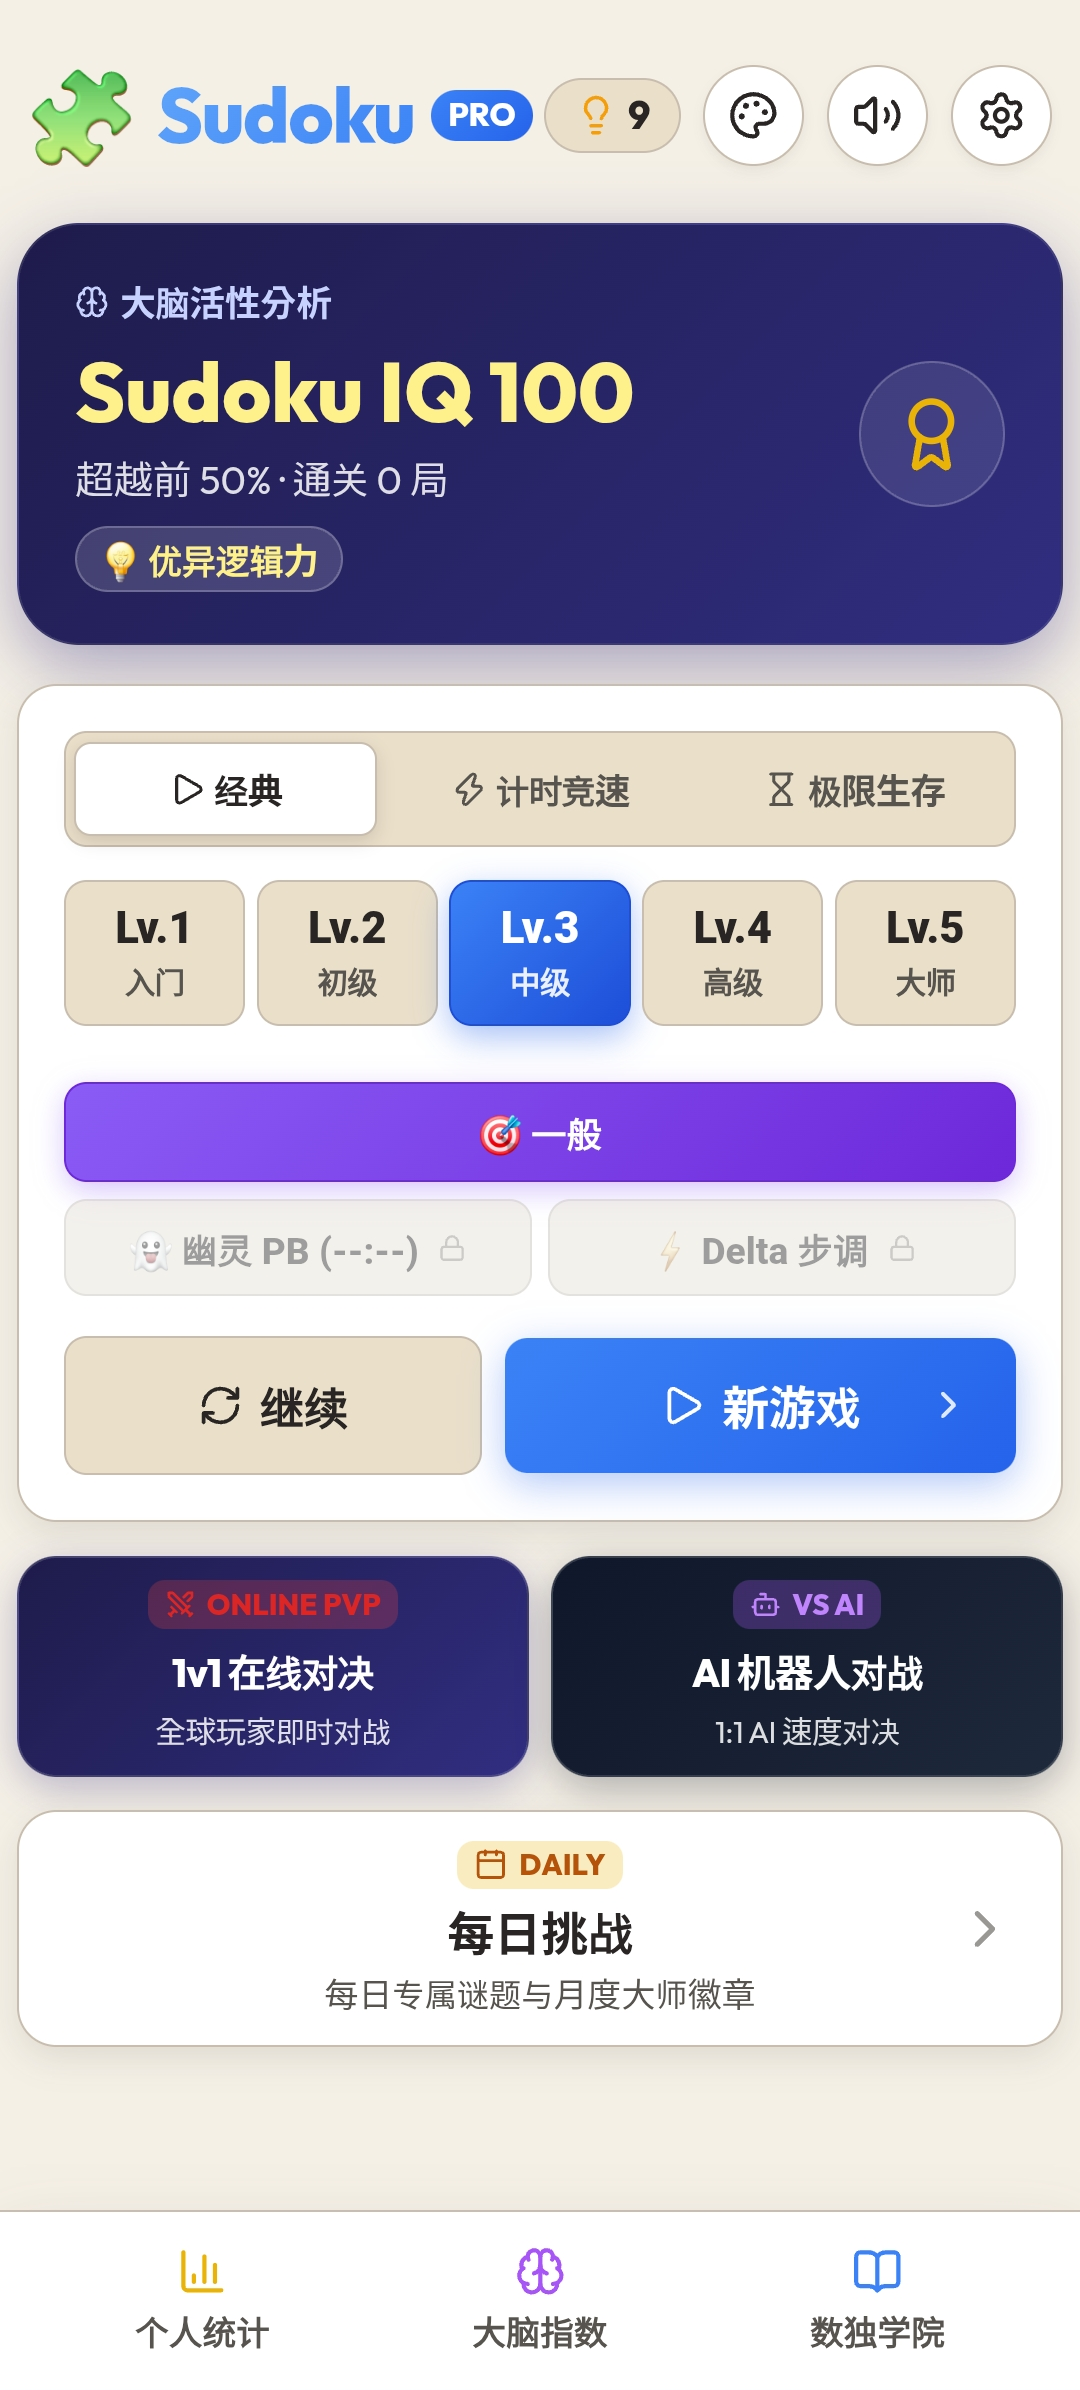 Sudoku PRO 9
大脑活性分析
Sudoku IQ 100
超越前 50% · 通关 0 局
优异逻辑力
经典 计时竞速 极限生存
Lv.1 Lv.2 Lv.3 Lv.4 Lv.5
入门 初级 中级 高级 大师
一般
幽灵 PB (--:--) Delta 步调
继续 新游戏
ONLINE PVP
1v1 在线对决
全球玩家即时对战
VS AI
AI 机器人对战
1:1 AI 速度对决
DAILY
每日挑战
每日专属谜题与月度大师徽章
个人统计 大脑指数 数独学院